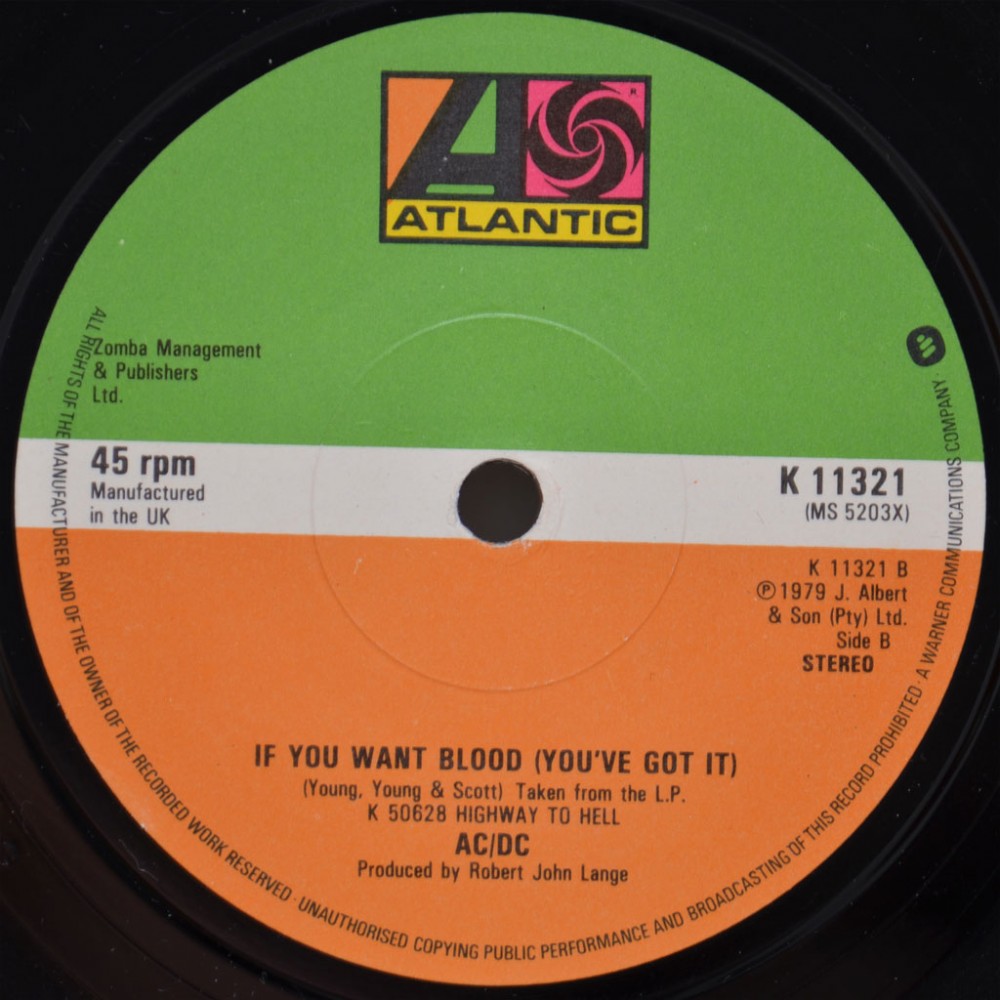 R
ATLANTIC
Zomba Management
& Publishers
Ltd.
45 rpm
Manufactured
in the UK
K 11321
(MS 5203X)
K 11321 B
℗1979 J. Albert
& Son (Pty) Ltd.
Side B
STEREO
IF YOU WANT BLOOD (YOU'VE GOT IT)
(Young, Young & Scott) Taken from the L.P.
K 50628 HIGHWAY TO HELL
AC/DC
Produced by Robert John Lange
ALL RIGHTS OF THE MANUFACTURER AND OF THE OWNER OF THE RECORDED WORK RESERVED · UNAUTHORISED COPYING PUBLIC PERFORMANCE AND BROADCASTING OF THIS RECORD PROHIBITED · A WARNER COMMUNICATIONS COMPANY ·